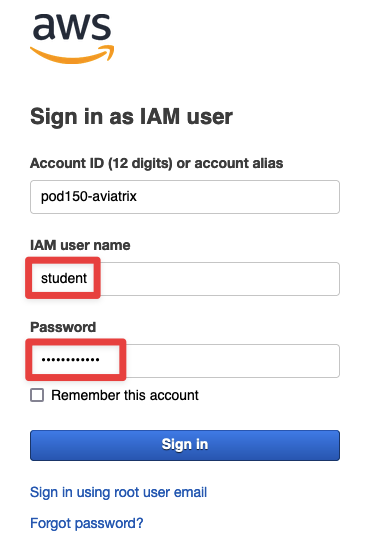 aws
Sign in as IAM user
Account ID (12 digits) or account alias
pod150-aviatrix
IAM user name
student
Password
••••••••••••
Remember this account
Sign in
Sign in using root user email
Forgot password?